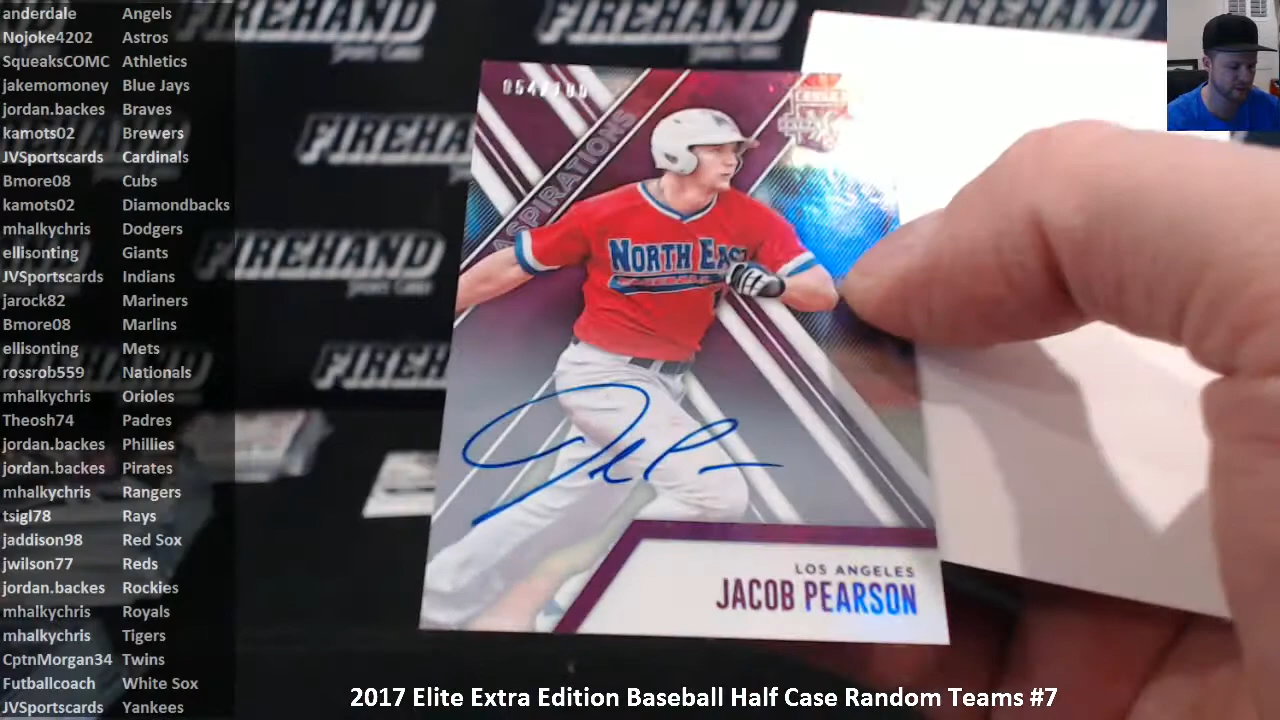 anderdale Angels
Nojoke4202 Astros
SqueaksCOMC Athletics
jakemomoney Blue Jays
jordan.backes Braves
kamots02 Brewers
JVSportscards Cardinals
Bmore08 Cubs
kamots02 Diamondbacks
mhalkychris Dodgers
ellisonting Giants
JVSportscards Indians
jarock82 Mariners
Bmore08 Marlins
ellisonting Mets
rossrob559 Nationals
mhalkychris Orioles
Theosh74 Padres
jordan.backes Phillies
jordan.backes Pirates
mhalkychris Rangers
tsigl78 Rays
jaddison98 Red Sox
jwilson77 Reds
jordan.backes Rockies
mhalkychris Royals
mhalkychris Tigers
CptnMorgan34 Twins
Futballcoach White Sox
JVSportscards Yankees
FIREHAND
FIREHAND
FIREHAND
FIREHAND
054/100
ASPIRATIONS
NORTH EAST
BASEBALL
LOS ANGELES
JACOB PEARSON
2017 Elite Extra Edition Baseball Half Case Random Teams #7